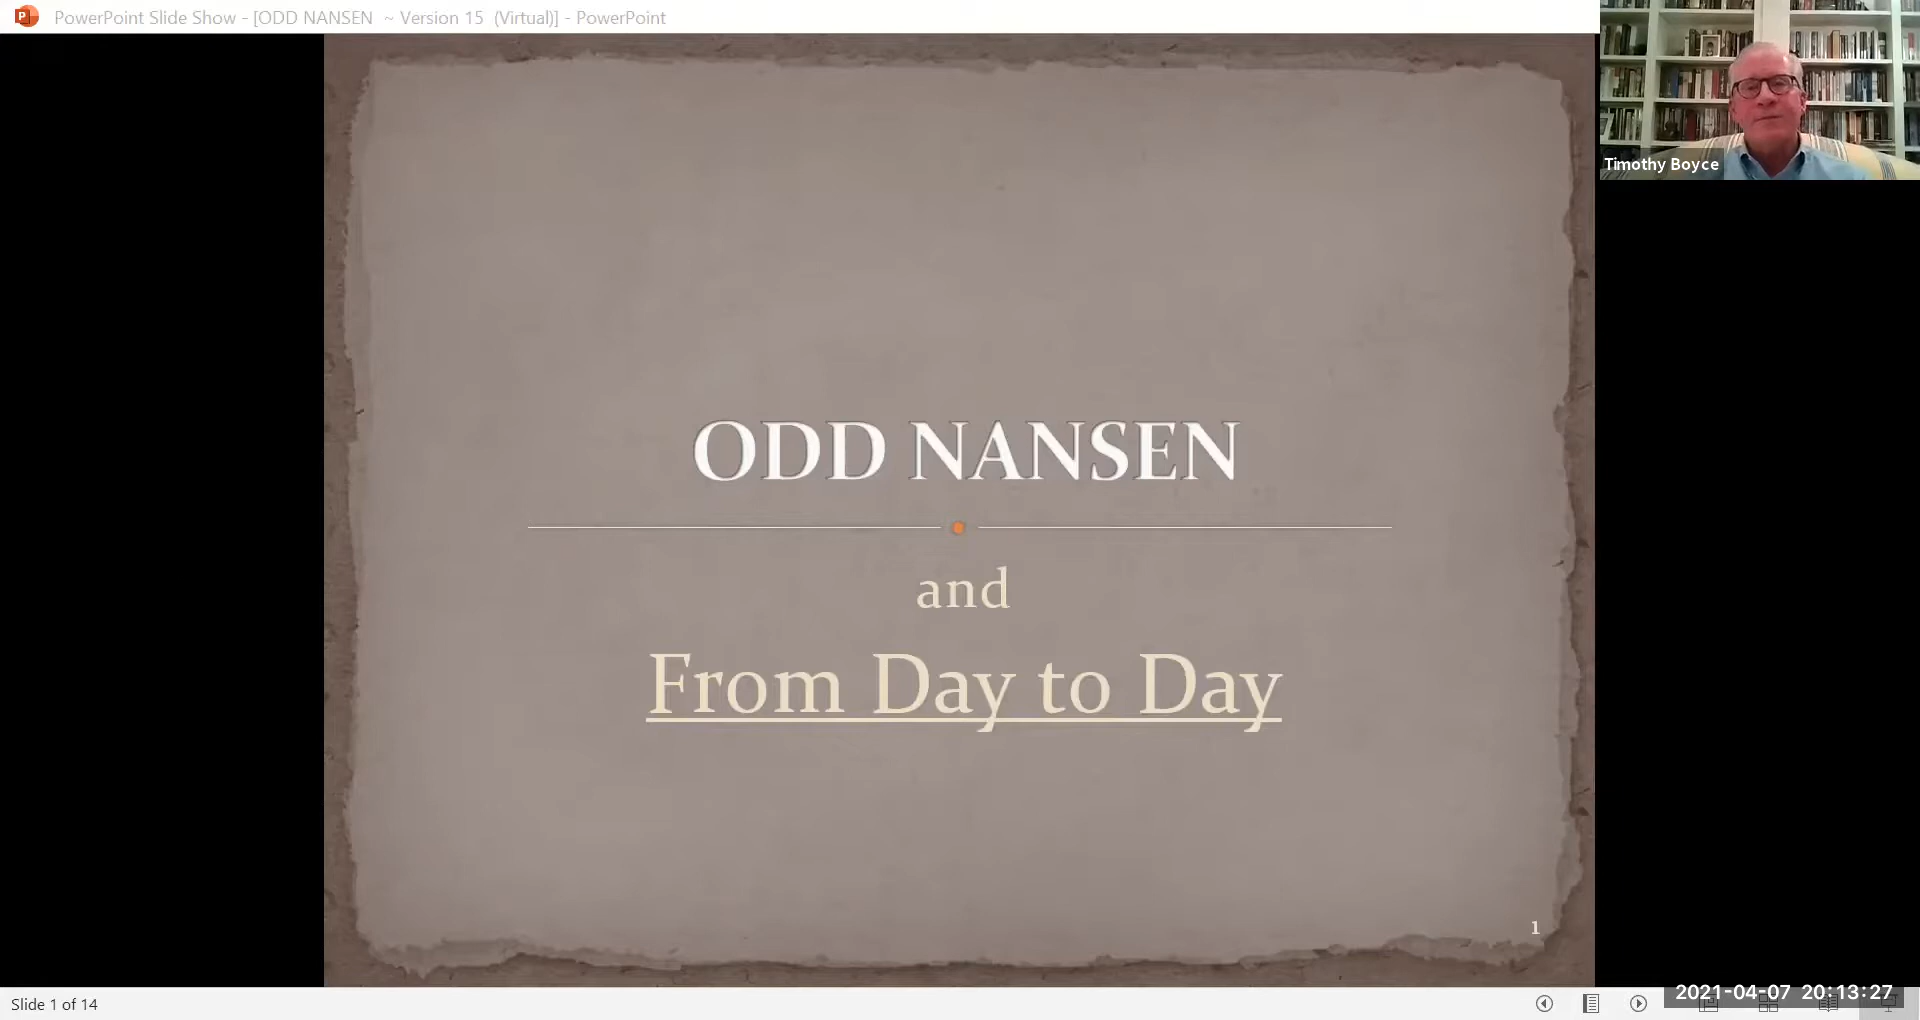 PowerPoint Slide Show - [ODD NANSEN ~ Version 15 (Virtual)] - PowerPoint
Timothy Boyce
ODD NANSEN
and
From Day to Day
1
Slide 1 of 14
2021-04-07 20:13:27